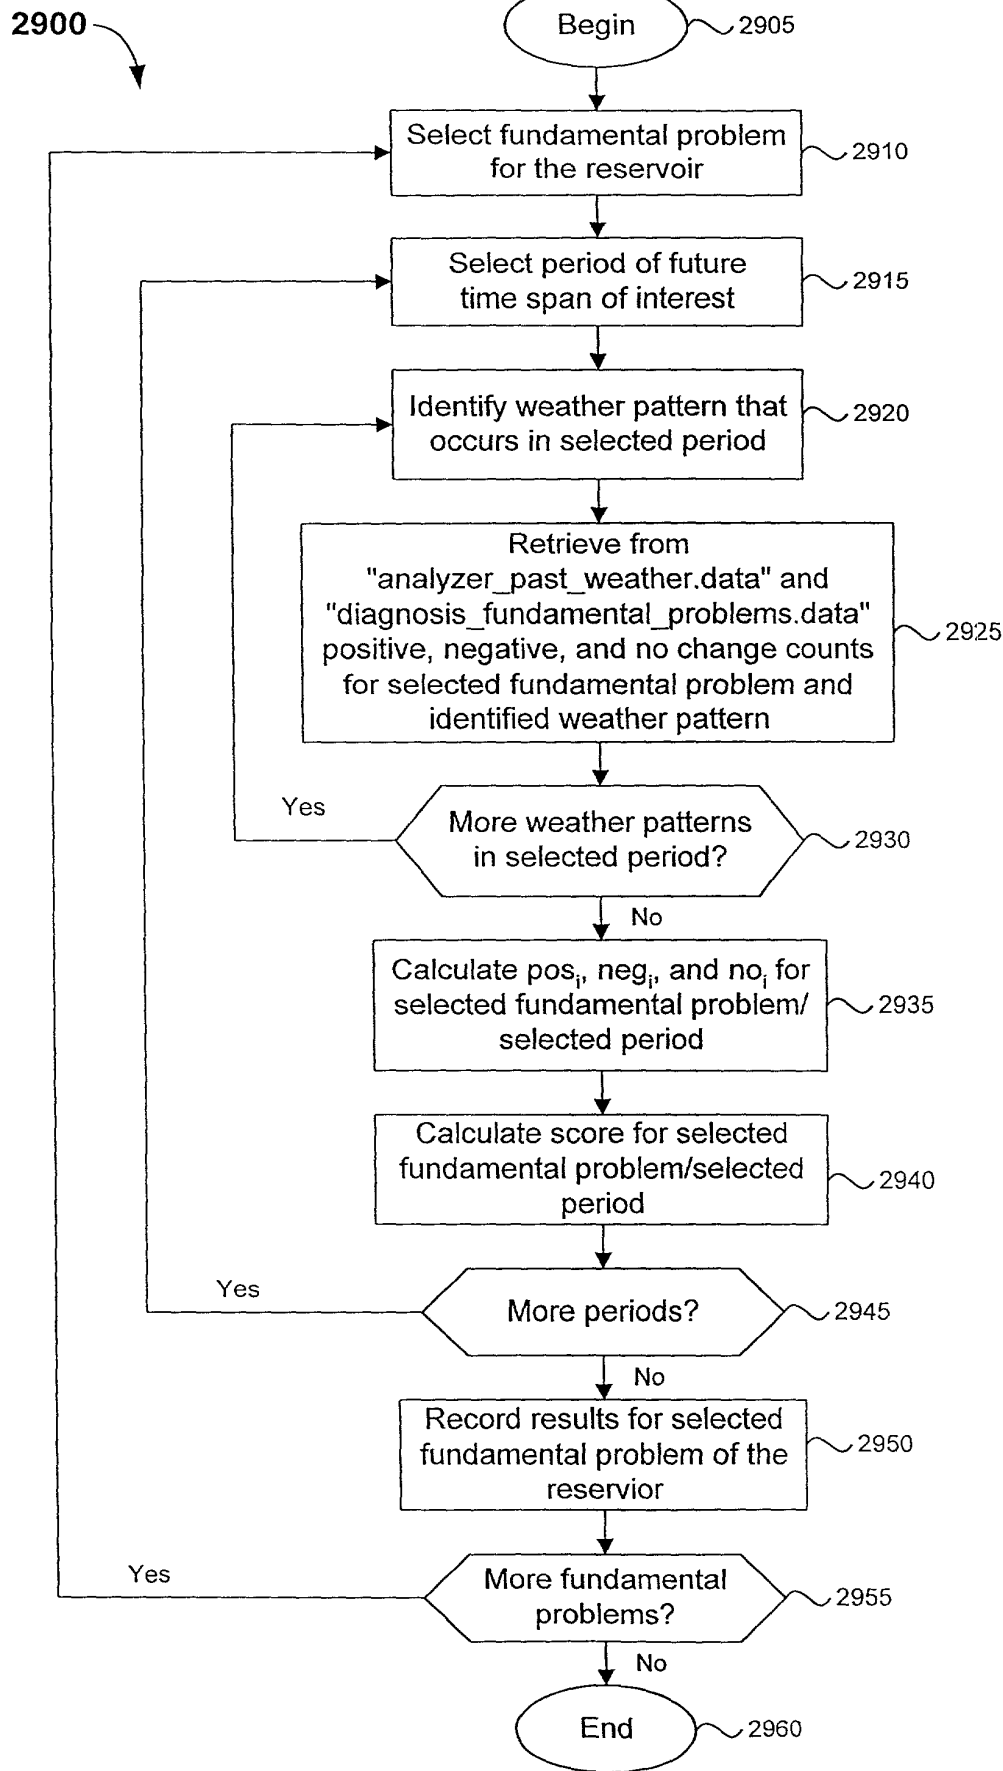 2900
Begin
2905
Select fundamental problem
for the reservoir
2910
Select period of future
time span of interest
2915
Identify weather pattern that
occurs in selected period
2920
Retrieve from
"analyzer_past_weather.data" and
"diagnosis_fundamental_problems.data"
positive, negative, and no change counts
for selected fundamental problem and
identified weather pattern
2925
Yes
More weather patterns
in selected period?
2930
No
Calculate posi, negi, and noi for
selected fundamental problem/
selected period
2935
Calculate score for selected
fundamental problem/selected
period
2940
Yes
More periods?
2945
No
Record results for selected
fundamental problem of the
reservior
2950
Yes
More fundamental
problems?
2955
No
End
2960